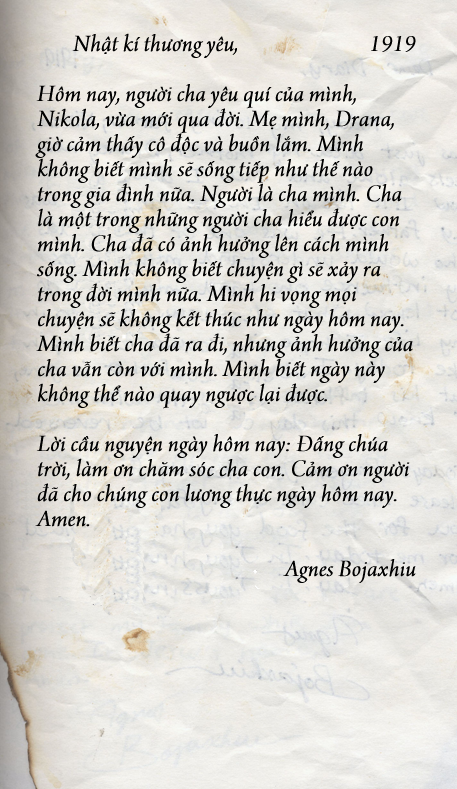 Nhật kí thương yêu, 1919
Hôm nay, người cha yêu quí của mình,
Nikola, vừa mới qua đời. Mẹ mình, Drana,
giờ cảm thấy cô độc và buồn lắm. Mình
không biết mình sẽ sống tiếp như thế nào
trong gia đình nữa. Người là cha mình. Cha
là một trong những người cha hiểu được con
mình. Cha đã có ảnh hưởng lên cách mình
sống. Mình không biết chuyện gì sẽ xảy ra
trong đời mình nữa. Mình hi vọng mọi
chuyện sẽ không kết thúc như ngày hôm nay.
Mình biết cha đã ra đi, nhưng ảnh hưởng của
cha vẫn còn với mình. Mình biết ngày này
không thể nào quay ngược lại được.
Lời cầu nguyện ngày hôm nay: Đấng chúa
trời, làm ơn chăm sóc cha con. Cảm ơn người
đã cho chúng con lương thực ngày hôm nay.
Amen.
Agnes Bojaxhiu